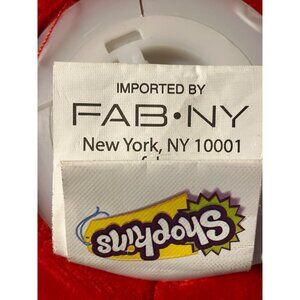 IMPORTED BY
FAB•NY
New York, NY 10001
Shopkins